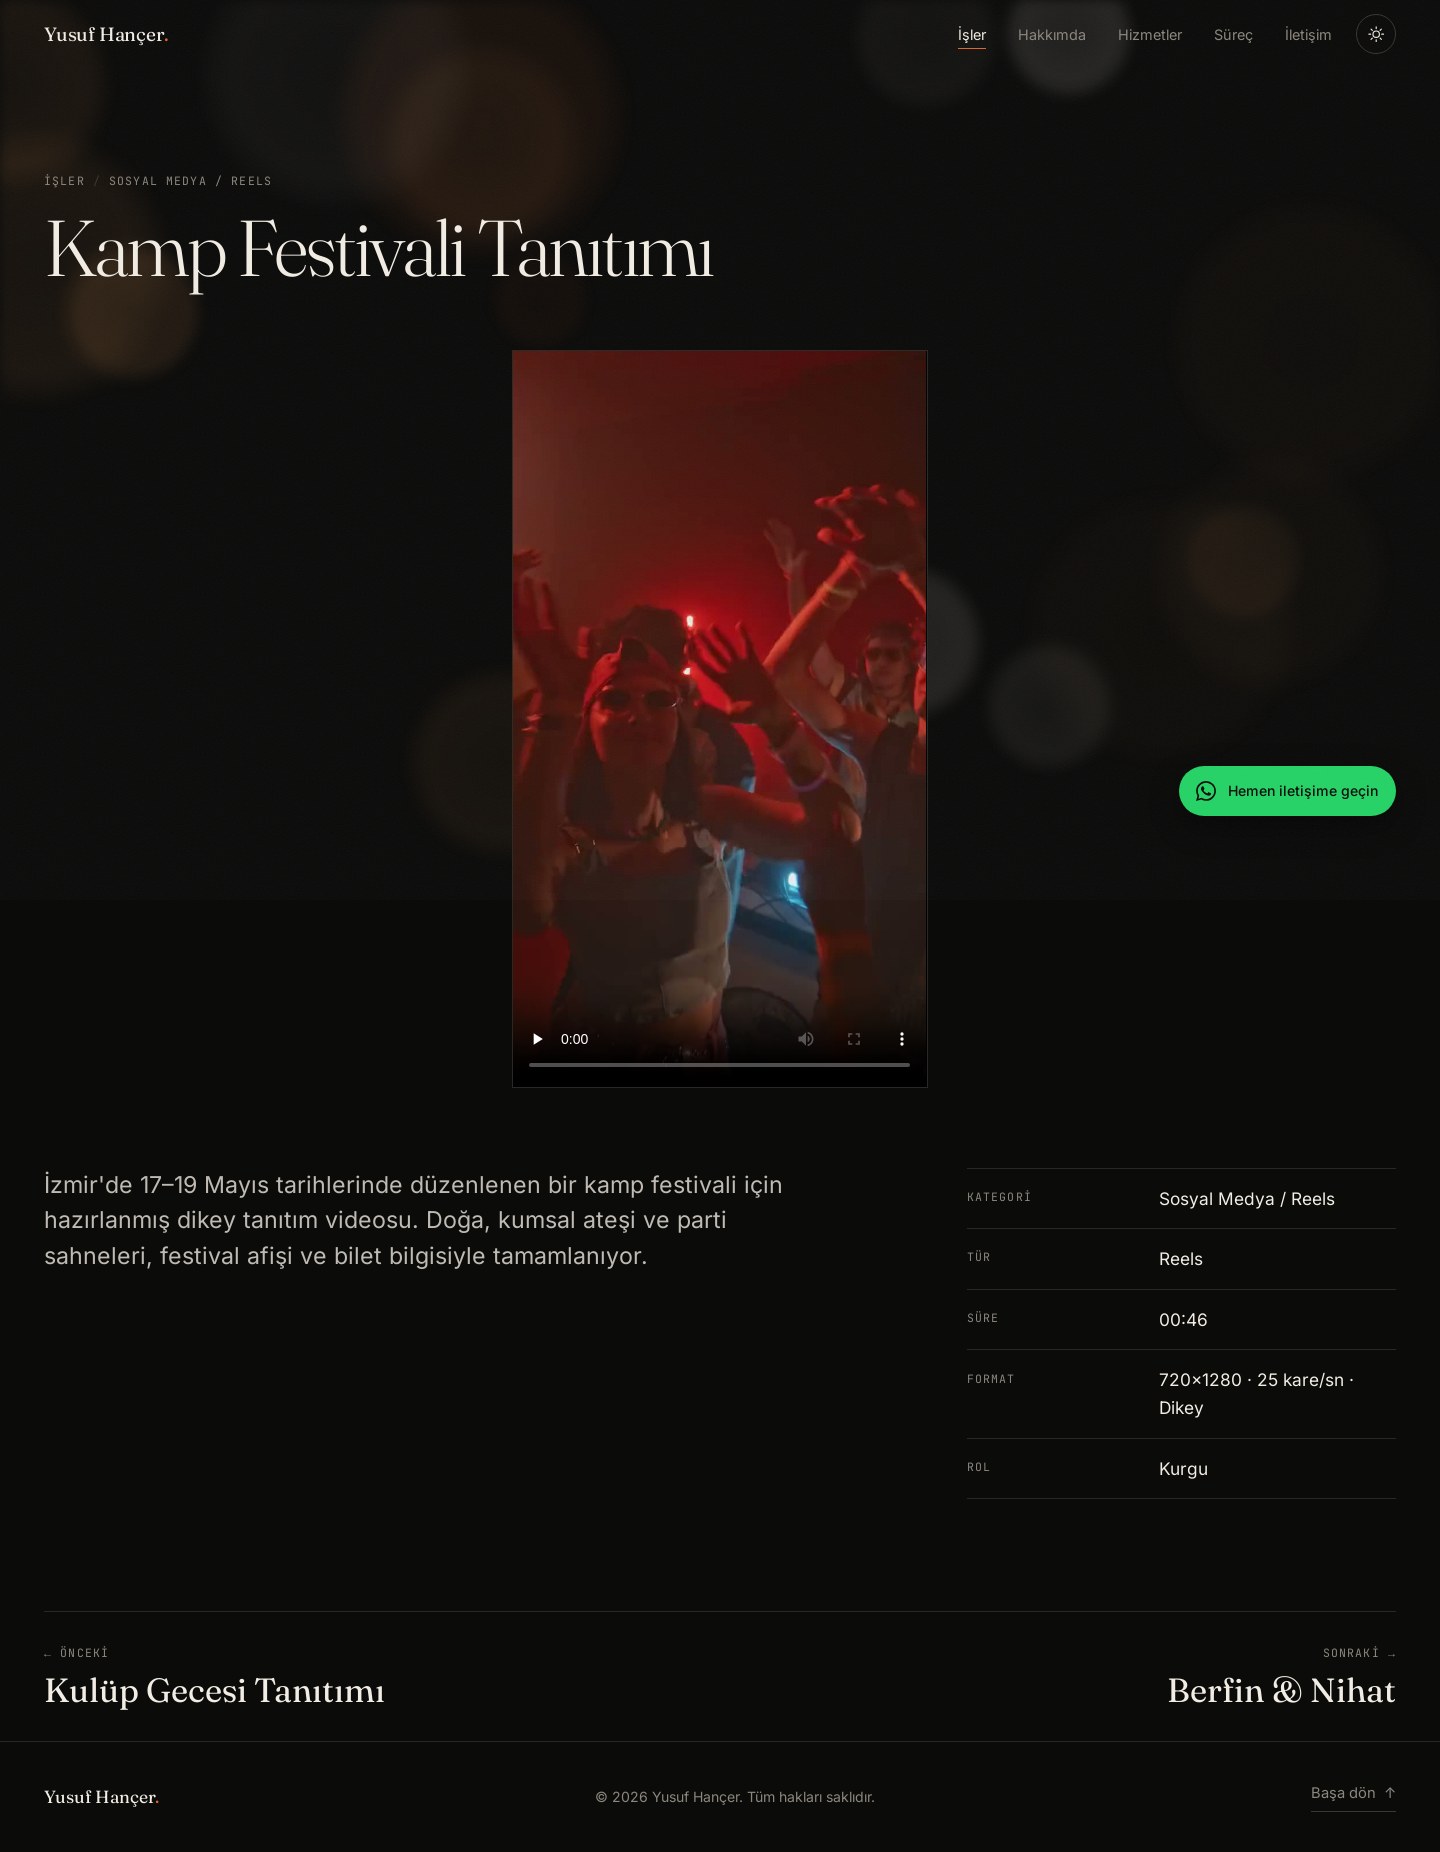 Yusuf Hançer.
İşler
Hakkımda
Hizmetler
Süreç
İletişim
İŞLER / SOSYAL MEDYA / REELS
Kamp Festivali Tanıtımı
Hemen iletişime geçin
0:00
İzmir'de 17–19 Mayıs tarihlerinde düzenlenen bir kamp festivali için
hazırlanmış dikey tanıtım videosu. Doğa, kumsal ateşi ve parti
sahneleri, festival afişi ve bilet bilgisiyle tamamlanıyor.
KATEGORİ
Sosyal Medya / Reels
TÜR
Reels
SÜRE
00:46
FORMAT
720×1280 · 25 kare/sn ·
Dikey
ROL
Kurgu
← ÖNCEKİ
Kulüp Gecesi Tanıtımı
SONRAKİ →
Berfin & Nihat
Yusuf Hançer.
© 2026 Yusuf Hançer. Tüm hakları saklıdır.
Başa dön ↑